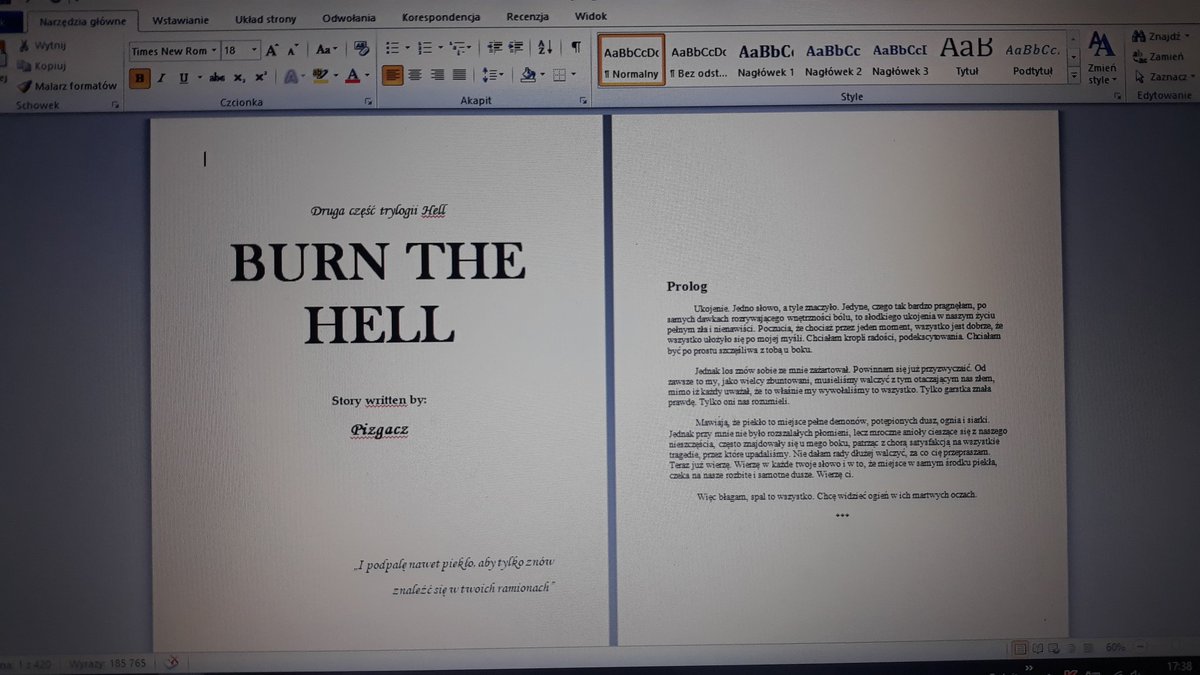 Narzędzia główne Wstawianie Układ strony Odwołania Korespondencja Recenzja Widok
Wytnij
Kopiuj
Malarz formatów
Schowek
Times New Rom 18
B I U abe x, x²
Czcionka
Akapit
AaBbCcDc AaBbCcDc AaBbC AaBbCc AaBbCcI AaB AaBbCc.
¶ Normalny ¶ Bez odst... Nagłówek 1 Nagłówek 2 Nagłówek 3 Tytuł Podtytuł
Style
Zmień
style
Znajdź
Zamień
Zaznacz
Edytowanie
Druga część trylogii Hell
BURN THE
HELL
Story written by:
Pizgacz
„I podpalę nawet piekło, aby tylko znów
znaleźć się w twoich ramionach”
Prolog
Ukojenie. Jedno słowo, a tyle znaczyło. Jedyne, czego tak bardzo pragnęłam, po
samych dawkach rozrywającego wnętrzności bólu, to słodkiego ukojenia w naszym życiu
pełnym zła i nienawiści. Poczucia, że chociaż przez jeden moment, wszystko jest dobrze, że
wszystko ułożyło się po mojej myśli. Chciałam kropli radości, podekscytowania. Chciałam
być po prostu szczęśliwa z tobą u boku.
Jednak los znów sobie ze mnie zażartował. Powinnam się już przyzwyczaić. Od
zawsze to my, jako wielcy zbuntowani, musieliśmy walczyć z tym otaczającym nas złem,
mimo iż każdy uważał, że to właśnie my wywołaliśmy to wszystko. Tylko garstka znała
prawdę. Tylko oni nas rozumieli.
Mawiają, że piekło to miejsce pełne demonów, potępionych dusz, ognia i siarki.
Jednak przy mnie nie było rozszalałych płomieni, lecz mroczne anioły cieszące się z naszego
nieszczęścia, często znajdowały się u mego boku, patrząc z chorą satysfakcją na wszystkie
tragedie, przez które upadaliśmy. Nie dałam rady dłużej walczyć, za co cię przepraszam.
Teraz już wierzę. Wierzę w każde twoje słowo i w to, że miejsce w samym środku piekła,
czeka na nasze rozbite i samotne dusze. Wierzę ci.
Więc błagam, spal to wszystko. Chcę widzieć ogień w ich martwych oczach.
***
1 z 420 Wyrazy: 185 765
60%
17:38